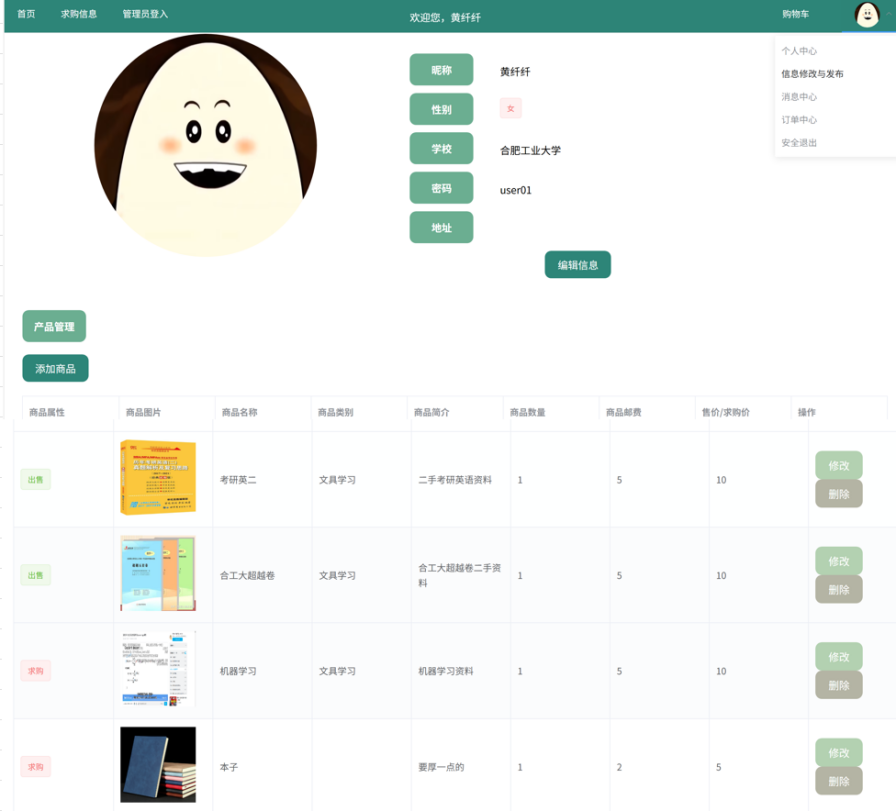 首页 求购信息 管理员登入 欢迎您，黄纤纤 购物车
个人中心
信息修改与发布
消息中心
订单中心
安全退出
昵称 黄纤纤
性别 女
学校 合肥工业大学
密码 user01
地址
编辑信息
产品管理
添加商品
商品属性 商品图片 商品名称 商品类别 商品简介 商品数量 商品邮费 售价/求购价 操作
出售 考研英二 文具学习 二手考研英语资料 1 5 10 修改
删除
出售 合工大超越卷 文具学习 合工大超越卷二手资 1 5 10 修改
料 删除
求购 机器学习 文具学习 机器学习资料 1 5 10 修改
删除
求购 本子 要厚一点的 1 2 5 修改
删除